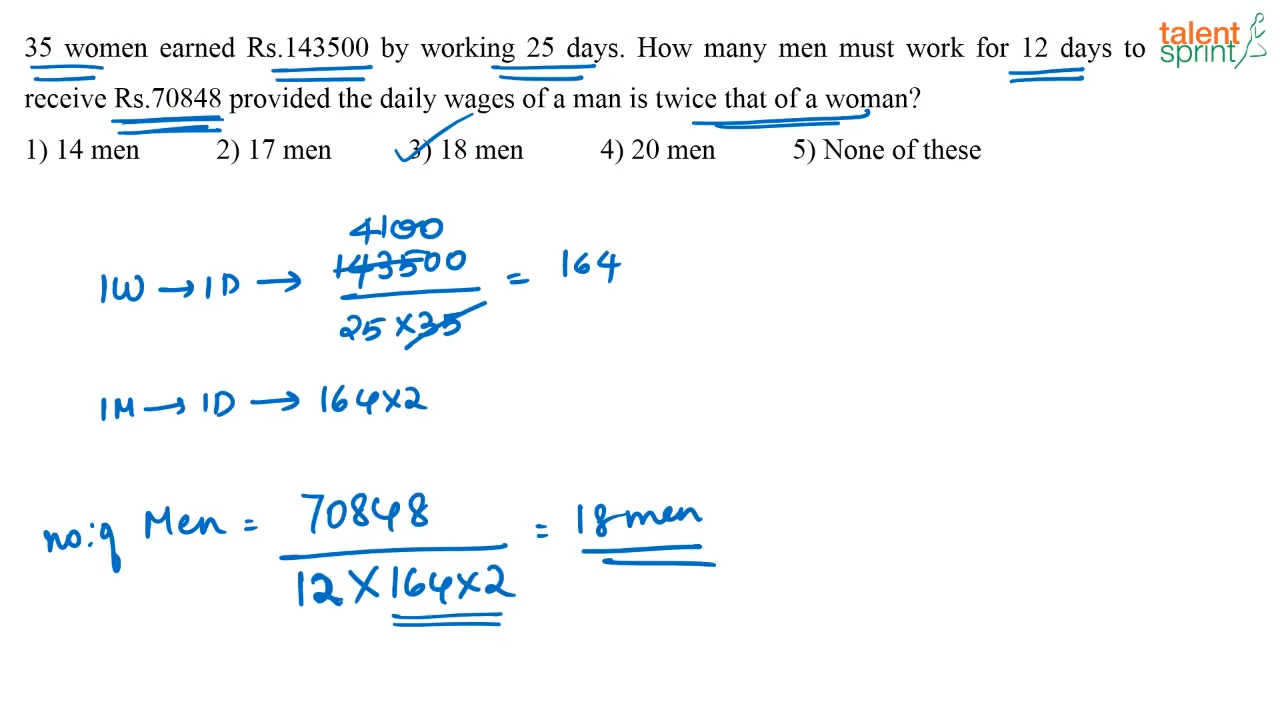 talent
sprint
35 women earned Rs.143500 by working 25 days. How many men must work for 12 days to
receive Rs.70848 provided the daily wages of a man is twice that of a woman?
1) 14 men 2) 17 men 3) 18 men 4) 20 men 5) None of these
4100
1W → 1D → 143500 = 164
25 × 35
1M → 1D → 164×2
no: of Men = 70848 = 18 men
12 × 164 × 2